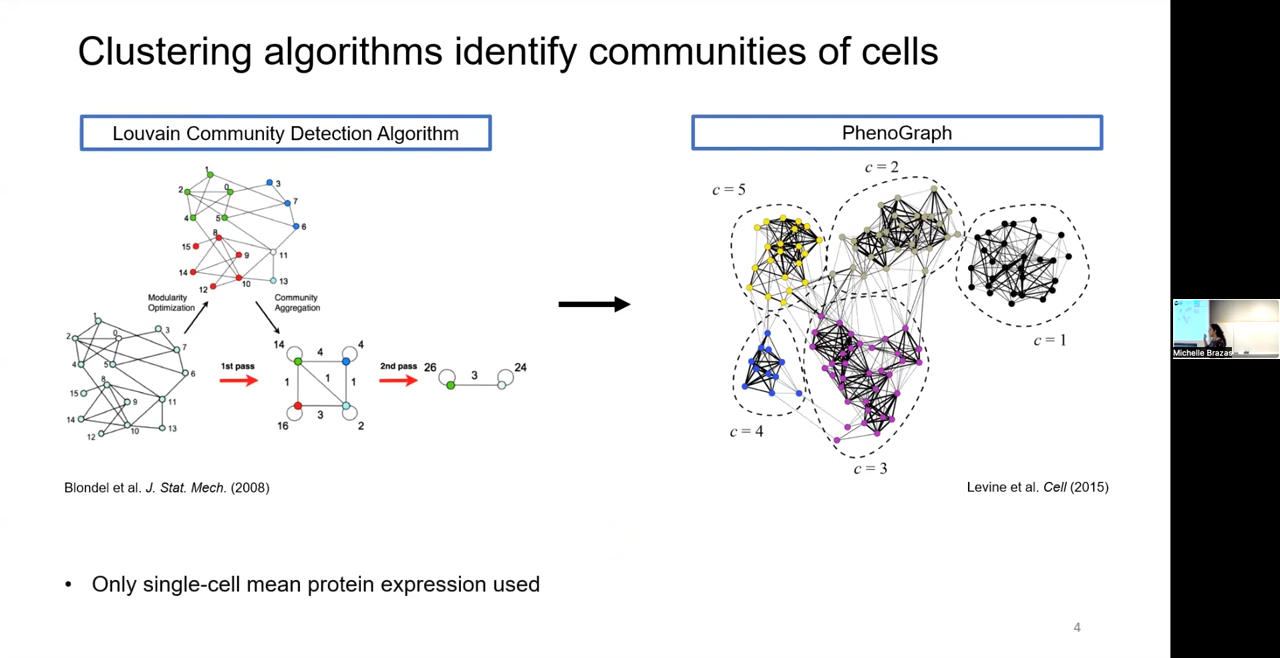 Clustering algorithms identify communities of cells
Louvain Community Detection Algorithm
1
2
0
3
7
4
5
6
8
15
9
11
14
10
13
12
Modularity
Optimization
Community
Aggregation
1
2
0
3
7
4
5
6
8
15
9
11
14
10
13
12
1st pass
14
4
4
1
1
1
3
16
2
2nd pass
26
3
24
Blondel et al. J. Stat. Mech. (2008)
PhenoGraph
c = 5
c = 2
c = 1
c = 4
c = 3
Levine et al. Cell (2015)
• Only single-cell mean protein expression used
4
Michelle Brazas